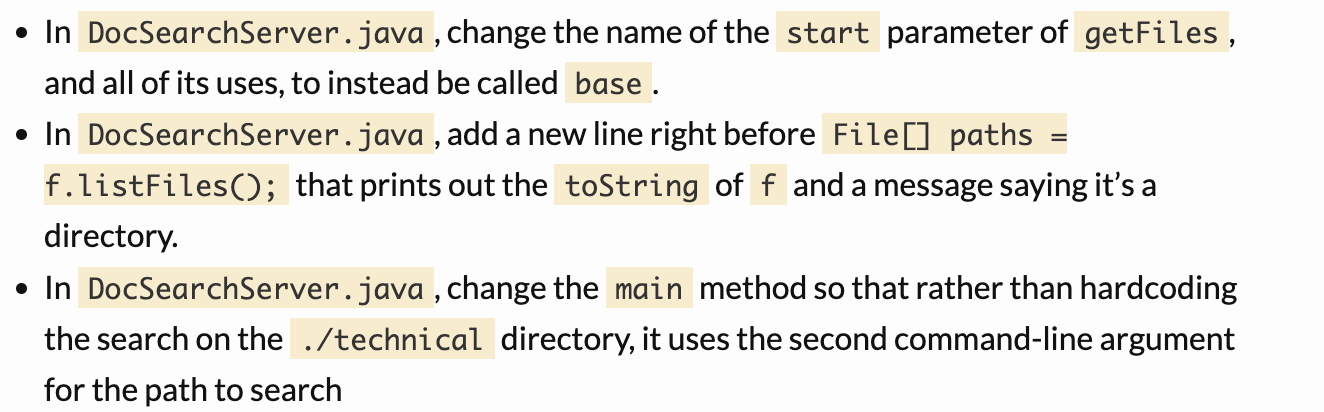 • In DocSearchServer.java, change the name of the start parameter of getFiles,
and all of its uses, to instead be called base.
• In DocSearchServer.java, add a new line right before File[] paths =
f.listFiles(); that prints out the toString of f and a message saying it’s a
directory.
• In DocSearchServer.java, change the main method so that rather than hardcoding
the search on the ./technical directory, it uses the second command-line argument
for the path to search